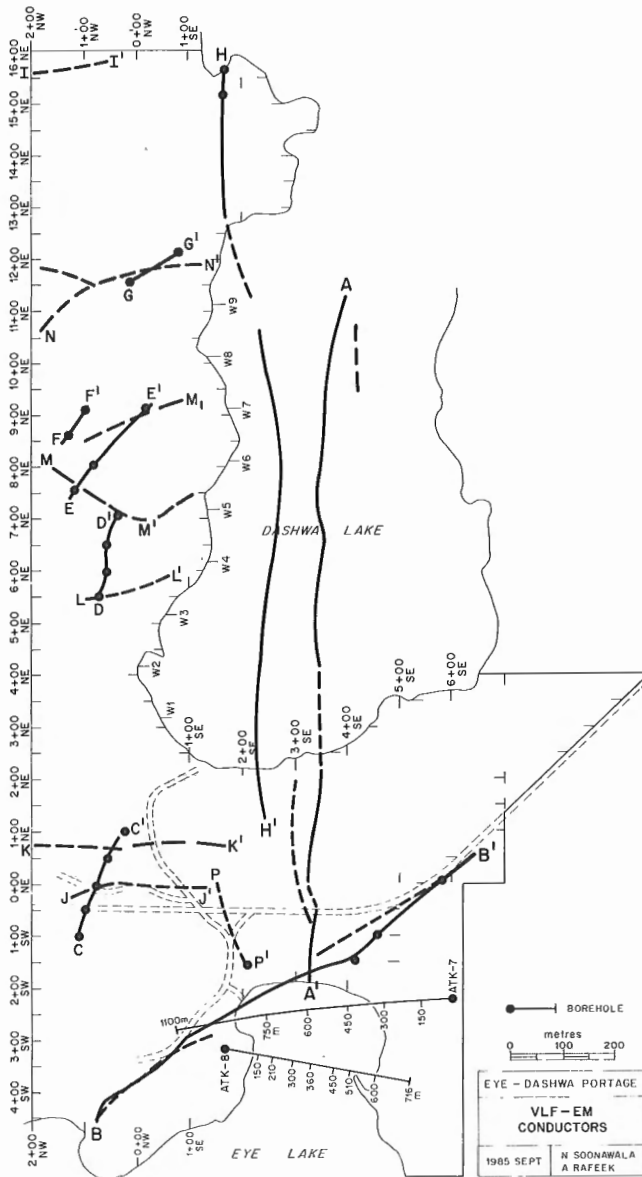 2+00 NW
1+00 NW
0+00 NW
1+00 SE
16+00 NE
15+00 NE
14+00 NE
13+00 NE
12+00 NE
11+00 NE
10+00 NE
9+00 NE
8+00 NE
7+00 NE
6+00 NE
5+00 NE
4+00 NE
3+00 NE
2+00 NE
1+00 NE
0+00 NE
1+00 SW
2+00 SW
3+00 SW
4+00 SW
I
I'
H
G'
N'
G
N
A
F'
E'
M1
F
M
E
D'
M'
L
L'
D
W9
W8
W7
W6
W5
W4
W3
W2
W1
DASHWA LAKE
1+00 SE
2+00 SE
3+00 SE
4+00 SE
5+00 SE
6+00 SE
H'
C'
K
K'
B'
P
J
J'
C
P'
A'
ATK-7
1100m
750 m
600
450
300
150
ATK-8
150
210
300
360
450
510
600
716 m
B
2+00 NW
0+00 NW
1+00 SE
EYE LAKE
BOREHOLE
metres
0 100 200
EYE - DASHWA PORTAGE
VLF-EM
CONDUCTORS
1985 SEPT
N SOONAWALA
A RAFEEK